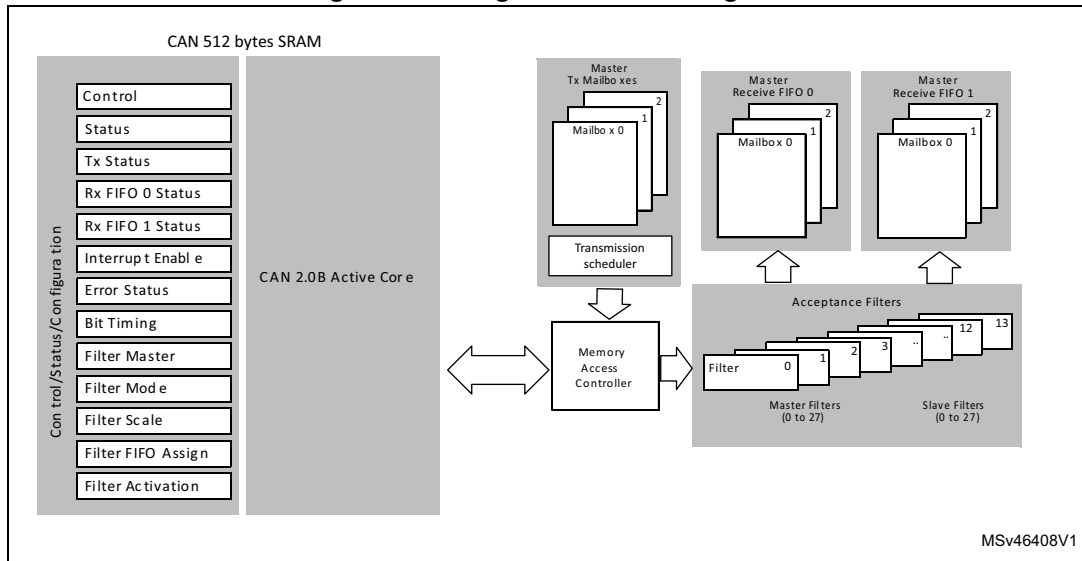 CAN 512 bytes SRAM
Control/Status/Configuration
Control
Status
Tx Status
Rx FIFO 0 Status
Rx FIFO 1 Status
Interrupt Enable
Error Status
Bit Timing
Filter Master
Filter Mode
Filter Scale
Filter FIFO Assign
Filter Activation
CAN 2.0B Active Core
Master
Tx Mailboxes
2
1
Mailbox 0
Transmission
scheduler
Memory
Access
Controller
Master
Receive FIFO 0
2
1
Mailbox 0
Master
Receive FIFO 1
2
1
Mailbox 0
Acceptance Filters
Filter 0
1
2
3
..
..
12
13
Master Filters
(0 to 27)
Slave Filters
(0 to 27)
MSv46408V1